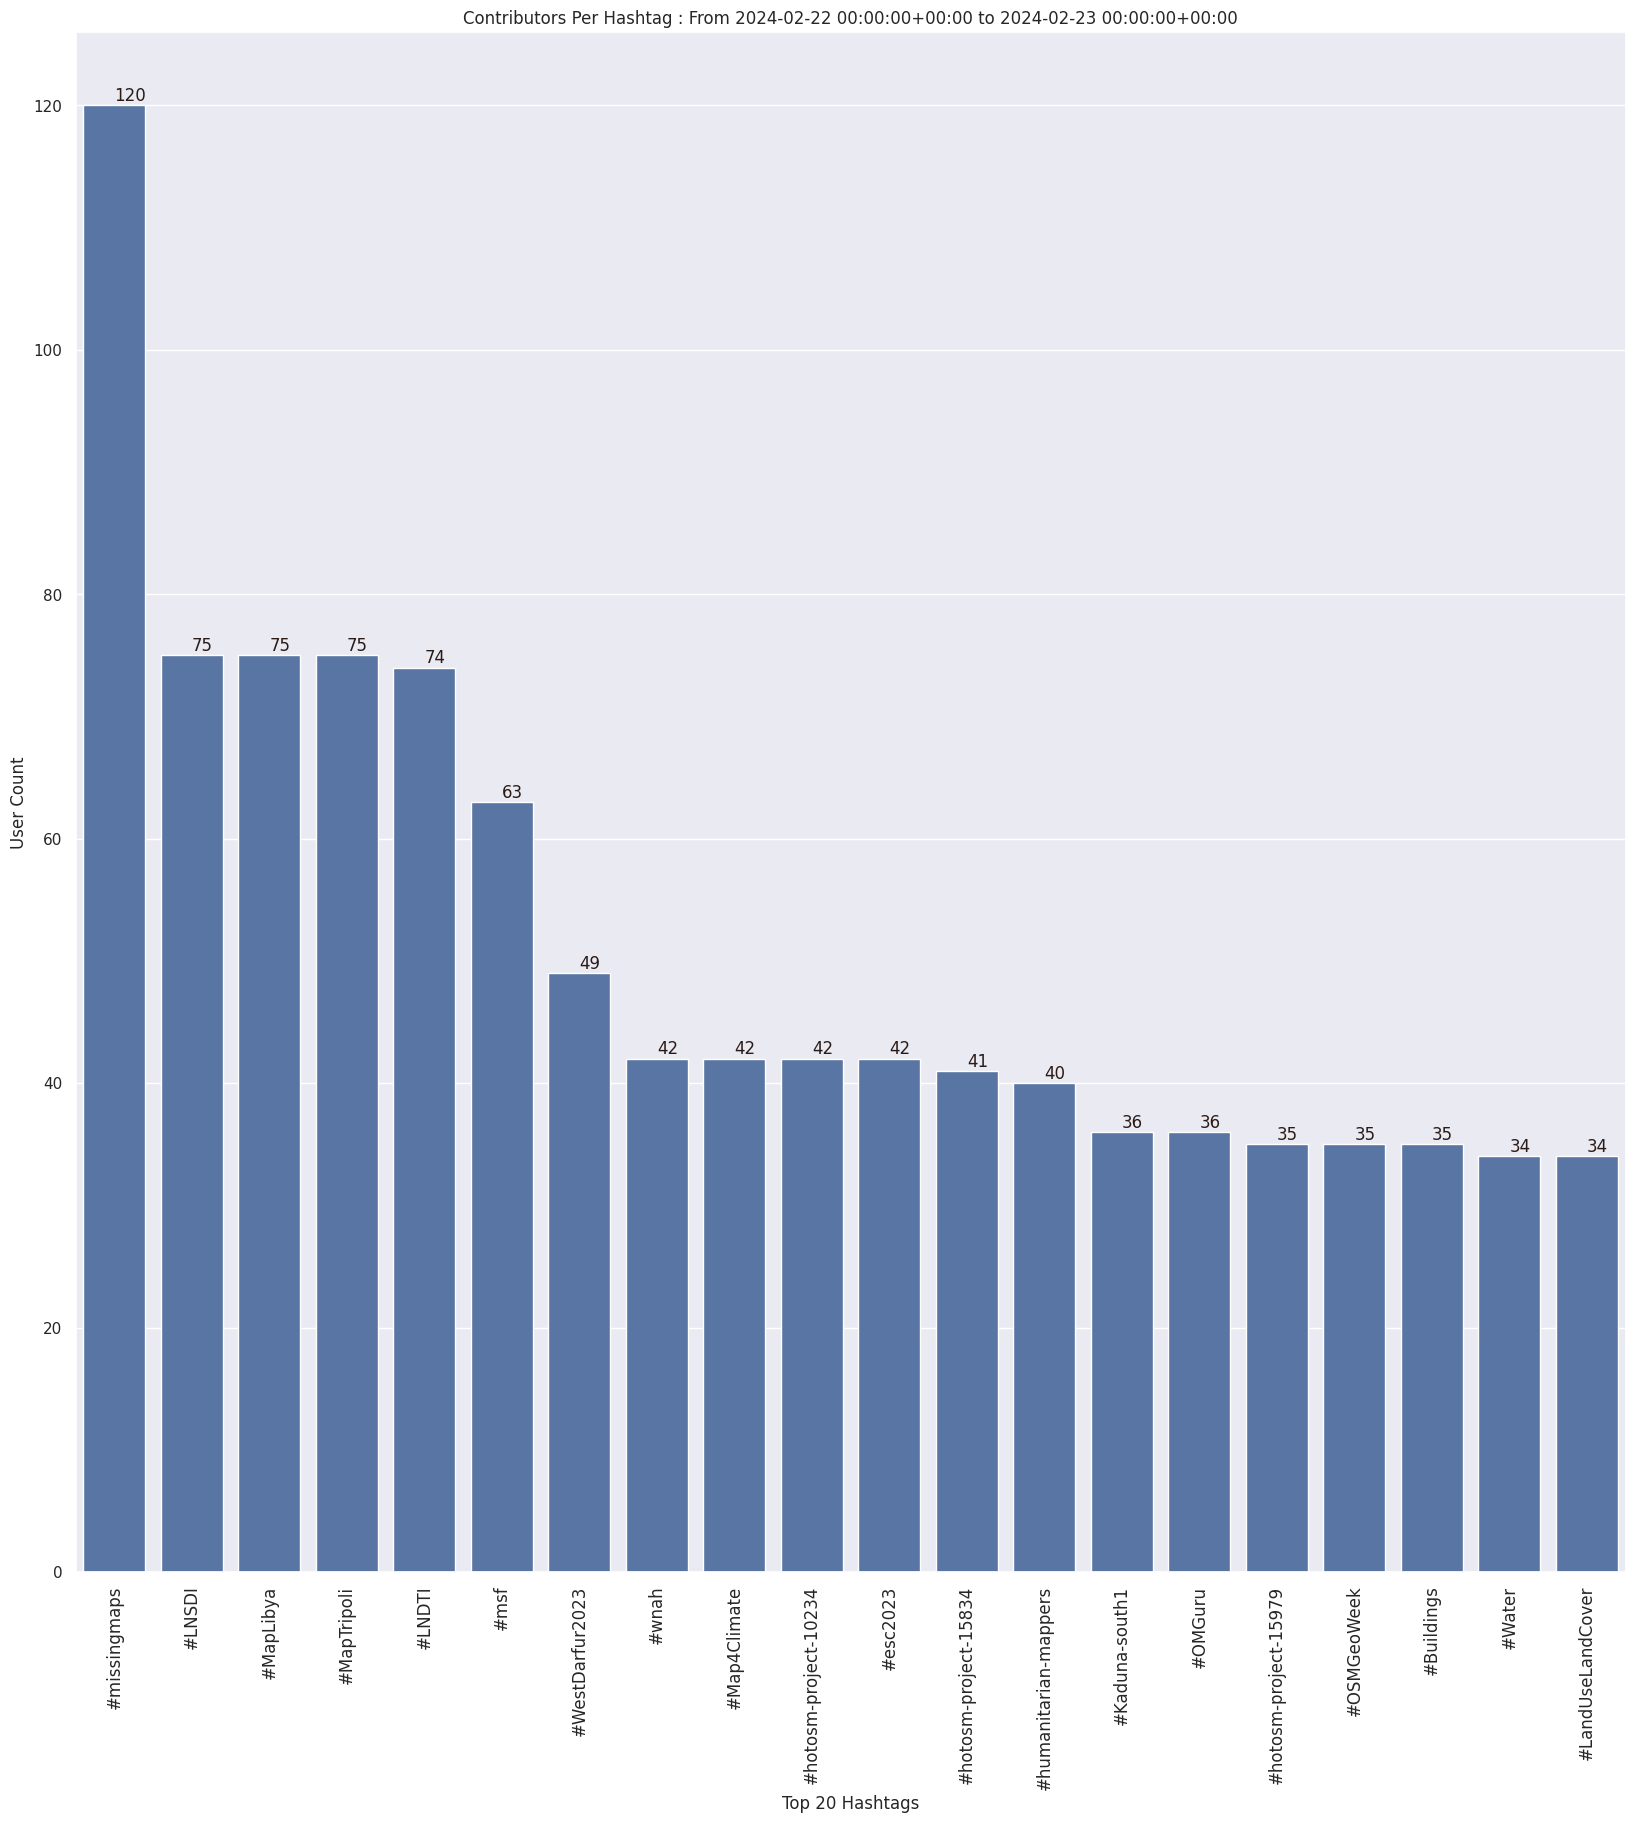 Contributors Per Hashtag : From 2024-02-22 00:00:00+00:00 to 2024-02-23 00:00:00+00:00
User Count
120
100
80
60
40
20
0
120
75
75
75
74
63
49
42
42
42
42
41
40
36
36
35
35
35
34
34
#missingmaps
#LNSDI
#MapLibya
#MapTripoli
#LNDTI
#msf
#WestDarfur2023
#wnah
#Map4Climate
#hotosm-project-10234
#esc2023
#hotosm-project-15834
#humanitarian-mappers
#Kaduna-south1
#OMGuru
#hotosm-project-15979
#OSMGeoWeek
#Buildings
#Water
#LandUseLandCover
Top 20 Hashtags